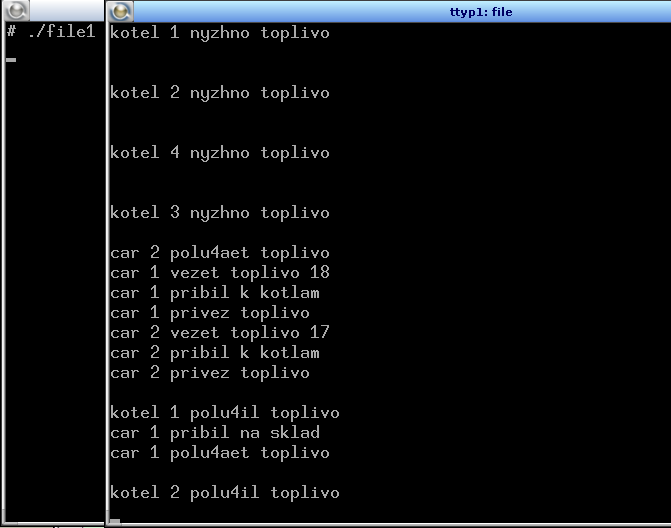 ttyp1: file
# ./file1
kotel 1 nyzhno toplivo
kotel 2 nyzhno toplivo
kotel 4 nyzhno toplivo
kotel 3 nyzhno toplivo
car 2 polu4aet toplivo
car 1 vezet toplivo 18
car 1 pribil k kotlam
car 1 privez toplivo
car 2 vezet toplivo 17
car 2 pribil k kotlam
car 2 privez toplivo
kotel 1 polu4il toplivo
car 1 pribil na sklad
car 1 polu4aet toplivo
kotel 2 polu4il toplivo